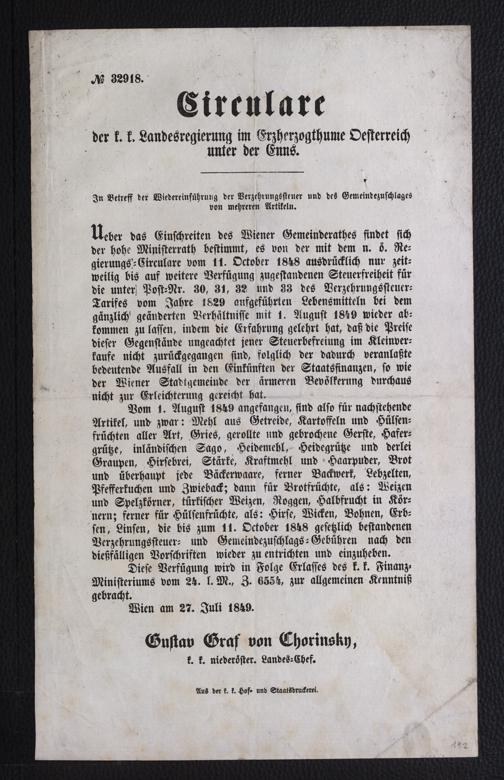 № 32918.
Circulare
der k. k. Landesregierung im Erzherzogthume Oesterreich
unter der Enns.
In Betreff der Wiedereinführung der Verzehrungssteuer und des Gemeindezuschlages
von mehreren Artikeln.
Ueber das Einschreiten des Wiener Gemeinderathes findet sich
der hohe Ministerrath bestimmt, es von der mit dem n. ö. Re-
gierungs-Circulare vom 11. October 1848 ausdrücklich nur zeit-
weilig bis auf weitere Verfügung zugestandenen Steuerfreiheit für
die unter Post-Nr. 30, 31, 32 und 33 des Verzehrungssteuer-
Tarifes vom Jahre 1829 aufgeführten Lebensmitteln bei dem
gänzlich geänderten Verhältnisse mit 1. August 1849 wieder ab-
kommen zu lassen, indem die Erfahrung gelehrt hat, daß die Preise
dieser Gegenstände ungeachtet jener Steuerbefreiung im Kleinver-
kaufe nicht zurückgegangen sind, folglich der dadurch veranlaßte
bedeutende Ausfall in den Einkünften der Staatsfinanzen, so wie
der Wiener Stadtgemeinde der ärmeren Bevölkerung durchaus
nicht zur Erleichterung gereicht hat.
Vom 1. August 1849 angefangen, sind also für nachstehende
Artikel, und zwar: Mehl aus Getreide, Kartoffeln und Hülsen-
früchten aller Art, Gries, gerollte und gebrochene Gerste, Hafer-
grütze, inländischen Sago, Heidemehl, Heidegrütze und derlei
Graupen, Hirsebrei, Stärke, Kraftmehl und Haarpuder, Brot
und überhaupt jede Bäckerwaare, ferner Backwerk, Lebzelten,
Pfefferkuchen und Zwieback; dann für Brotfrüchte, als: Weizen
und Spelzkörner, türkischer Weizen, Roggen, Halbfrucht in Kör-
nern; ferner für Hülsenfrüchte, als: Hirse, Wicken, Bohnen, Erb-
sen, Linsen, die bis zum 11. October 1848 gesetzlich bestandenen
Verzehrungssteuer- und Gemeindezuschlags-Gebühren nach den
dießfälligen Vorschriften wieder zu entrichten und einzuheben.
Diese Verfügung wird in Folge Erlasses des k. k. Finanz-
Ministeriums vom 24. l. M., Z. 6554, zur allgemeinen Kenntniß
gebracht.
Wien am 27. Juli 1849.
Gustav Graf von Chorinsky,
k. k. niederöster. Landes-Chef.
Aus der k. k. Hof- und Staatsdruckerei.
192